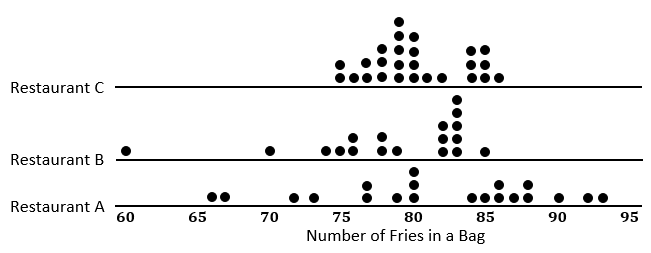 Restaurant C
Restaurant B
Restaurant A
60 65 70 75 80 85 90 95
Number of Fries in a Bag